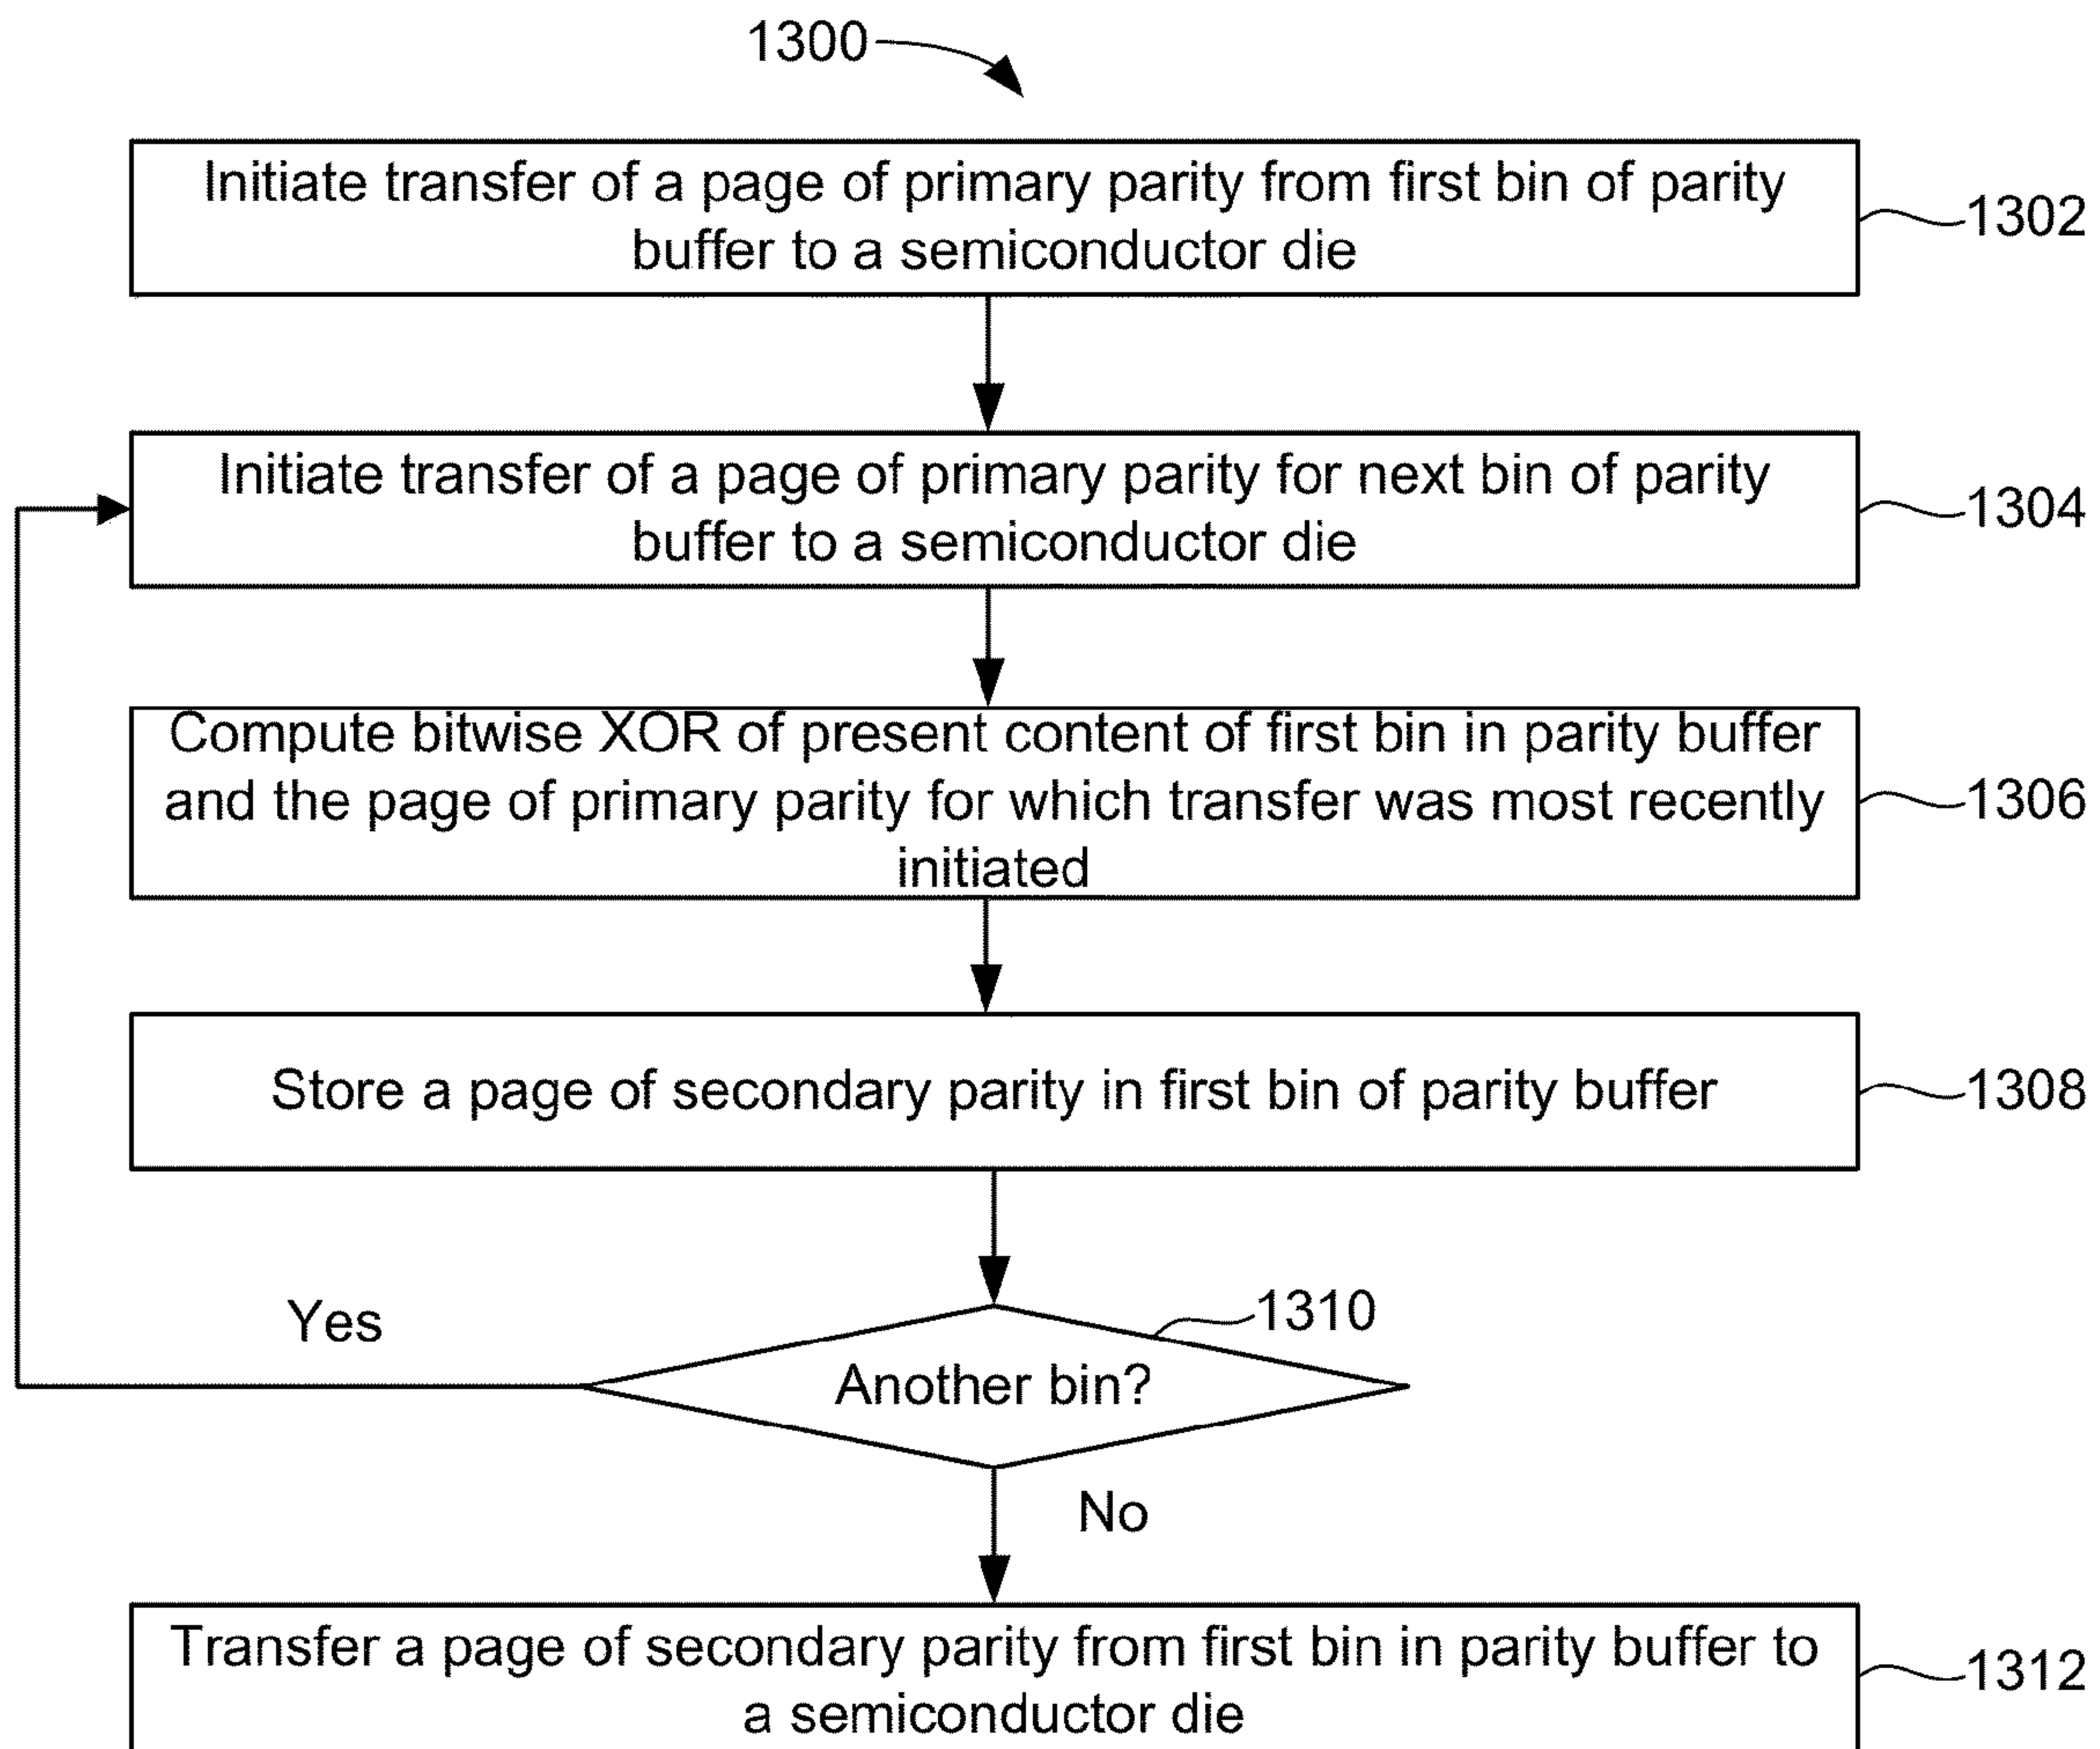 1300
Initiate transfer of a page of primary parity from first bin of parity
buffer to a semiconductor die
1302
Initiate transfer of a page of primary parity for next bin of parity
buffer to a semiconductor die
1304
Compute bitwise XOR of present content of first bin in parity buffer
and the page of primary parity for which transfer was most recently
initiated
1306
Store a page of secondary parity in first bin of parity buffer
1308
Yes
1310
Another bin?
No
Transfer a page of secondary parity from first bin in parity buffer to
a semiconductor die
1312